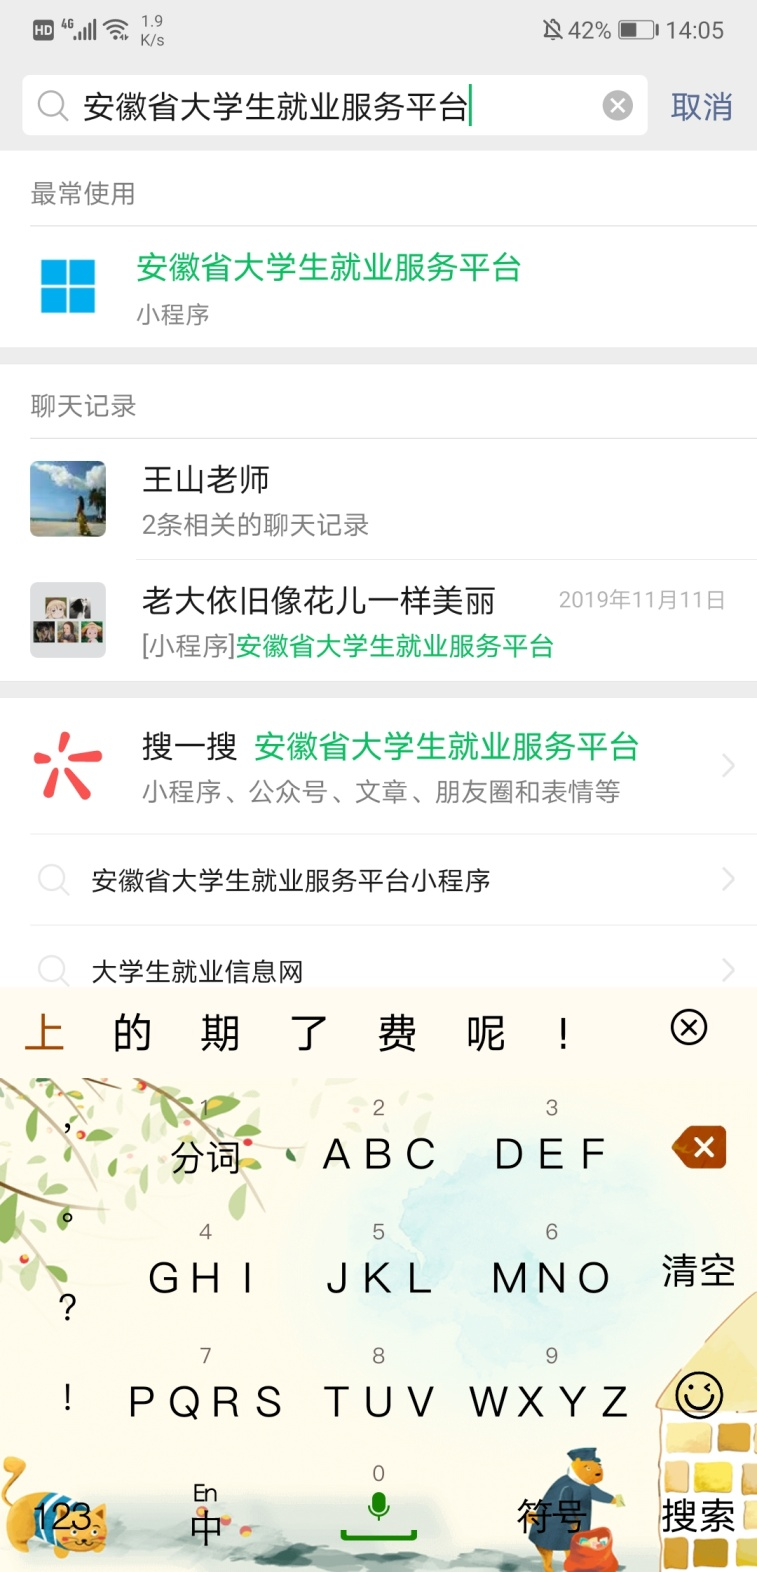 HD 4G 1.9 K/s 42% 14:05
安徽省大学生就业服务平台 取消
最常使用
安徽省大学生就业服务平台
小程序
聊天记录
王山老师
2条相关的聊天记录
老大依旧像花儿一样美丽 2019年11月11日
[小程序]安徽省大学生就业服务平台
搜一搜 安徽省大学生就业服务平台
小程序、公众号、文章、朋友圈和表情等
安徽省大学生就业服务平台小程序
大学生就业信息网
上 的 期 了 费 呢 !
, 1 2 3
分词 ABC DEF
。 4 5 6
GHI JKL MNO 清空
?
7 8 9
! PQRS TUV WXYZ
0
123 En 中 符号 搜索